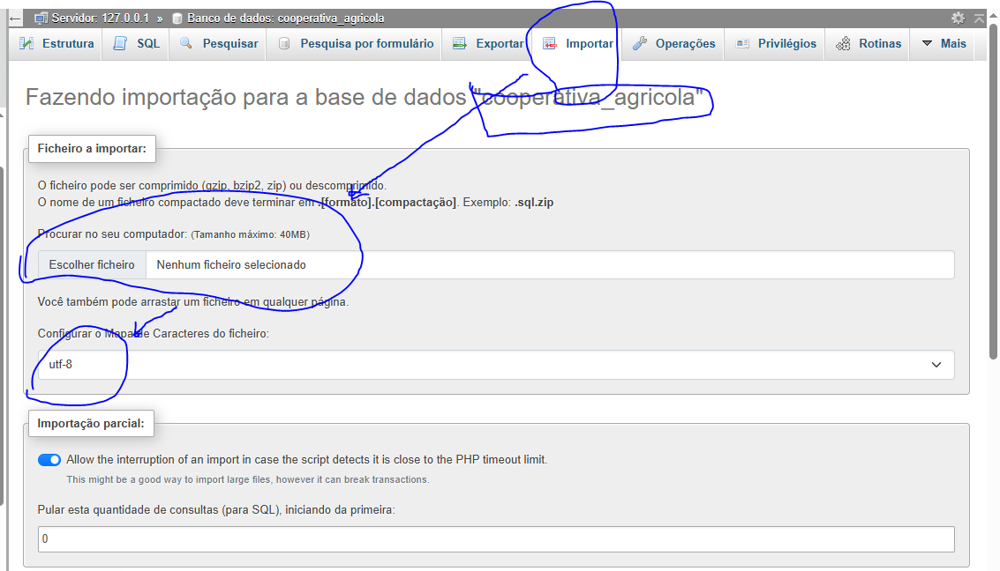 Servidor: 127.0.0.1 » Banco de dados: cooperativa_agricola
Estrutura SQL Pesquisar Pesquisa por formulário Exportar Importar Operações Privilégios Rotinas Mais
Fazendo importação para a base de dados "cooperativa_agricola"
Ficheiro a importar:
O ficheiro pode ser comprimido (gzip, bzip2, zip) ou descomprimido.
O nome de um ficheiro compactado deve terminar em .[formato].[compactação]. Exemplo: .sql.zip
Procurar no seu computador: (Tamanho máximo: 40MB)
Escolher ficheiro Nenhum ficheiro selecionado
Você também pode arrastar um ficheiro em qualquer página.
Configurar o Mapa de Caracteres do ficheiro:
utf-8
Importação parcial:
Allow the interruption of an import in case the script detects it is close to the PHP timeout limit.
This might be a good way to import large files, however it can break transactions.
Pular esta quantidade de consultas (para SQL), iniciando da primeira:
0